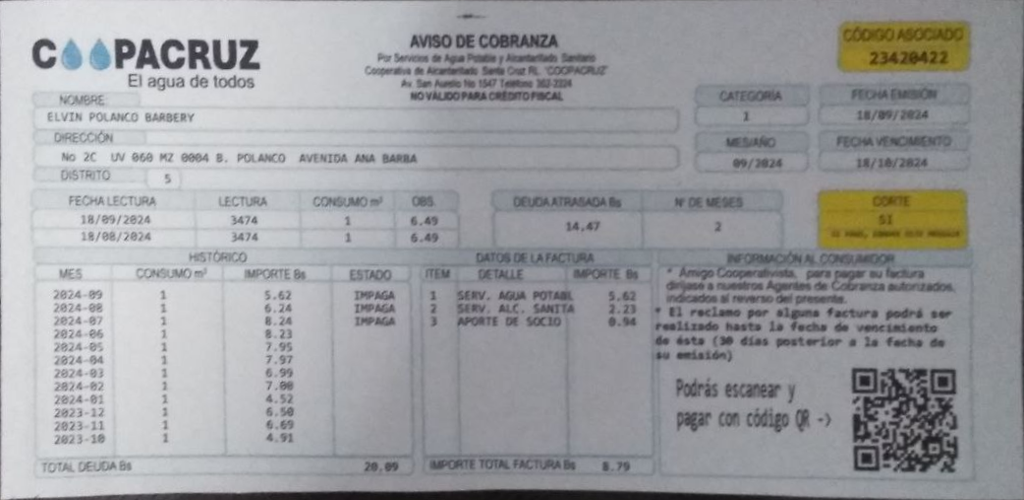 COOPACRUZ
El agua de todos
AVISO DE COBRANZA
Por Servicios de Agua Potable y Alcantarillado Sanitario
Cooperativa de Alcantarillado Santa Cruz RL. "COOPACRUZ"
Av. San Aurelio No 1547 Teléfono 362-2324
NO VÁLIDO PARA CRÉDITO FISCAL
CÓDIGO ASOCIADO
23420422
NOMBRE
ELVIN POLANCO BARBERY
CATEGORÍA
1
FECHA EMISIÓN
18/09/2024
DIRECCIÓN
No 2C UV 060 MZ 0004 B. POLANCO AVENIDA ANA BARBA
MES/AÑO
09/2024
FECHA VENCIMIENTO
18/10/2024
DISTRITO 5
FECHA LECTURA LECTURA CONSUMO m³ OBS.
18/09/2024 3474 1 6.49
18/08/2024 3474 1 6.49
DEUDA ATRASADA Bs Nº DE MESES
14.47 2
CORTE
SI
HISTÓRICO
MES CONSUMO m³ IMPORTE Bs ESTADO
2024-09 1 5.62 IMPAGA
2024-08 1 6.24 IMPAGA
2024-07 1 8.24 IMPAGA
2024-06 1 8.23
2024-05 1 7.95
2024-04 1 7.97
2024-03 1 6.99
2024-02 1 7.00
2024-01 1 4.52
2023-12 1 6.50
2023-11 1 6.69
2023-10 1 4.91
TOTAL DEUDA Bs 20.09
DATOS DE LA FACTURA
ITEM DETALLE IMPORTE Bs
1 SERV. AGUA POTABL 5.62
2 SERV. ALC. SANITA 2.23
3 APORTE DE SOCIO 0.94
IMPORTE TOTAL FACTURA Bs 8.79
INFORMACIÓN AL CONSUMIDOR
* Amigo Cooperativista, para pagar su factura
diríjase a nuestros Agentes de Cobranza autorizados,
indicados al reverso del presente.
* El reclamo por alguna factura podrá ser
realizado hasta la fecha de vencimiento
de ésta (30 días posterior a la fecha de
su emisión)
Podrás escanear y
pagar con código QR ->